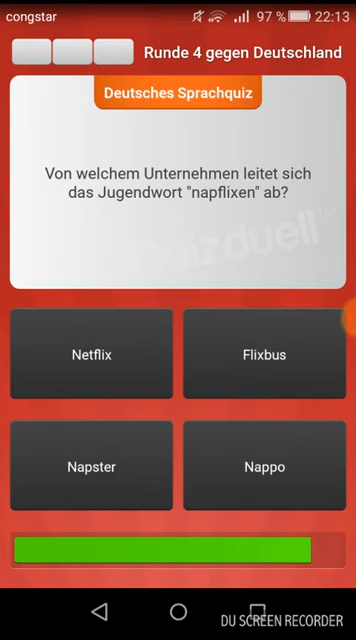 congstar 97 % 22:13
Runde 4 gegen Deutschland
Deutsches Sprachquiz
Von welchem Unternehmen leitet sich
das Jugendwort "napflixen" ab?
Quizduell
Netflix Flixbus
Napster Nappo
DU SCREEN RECORDER